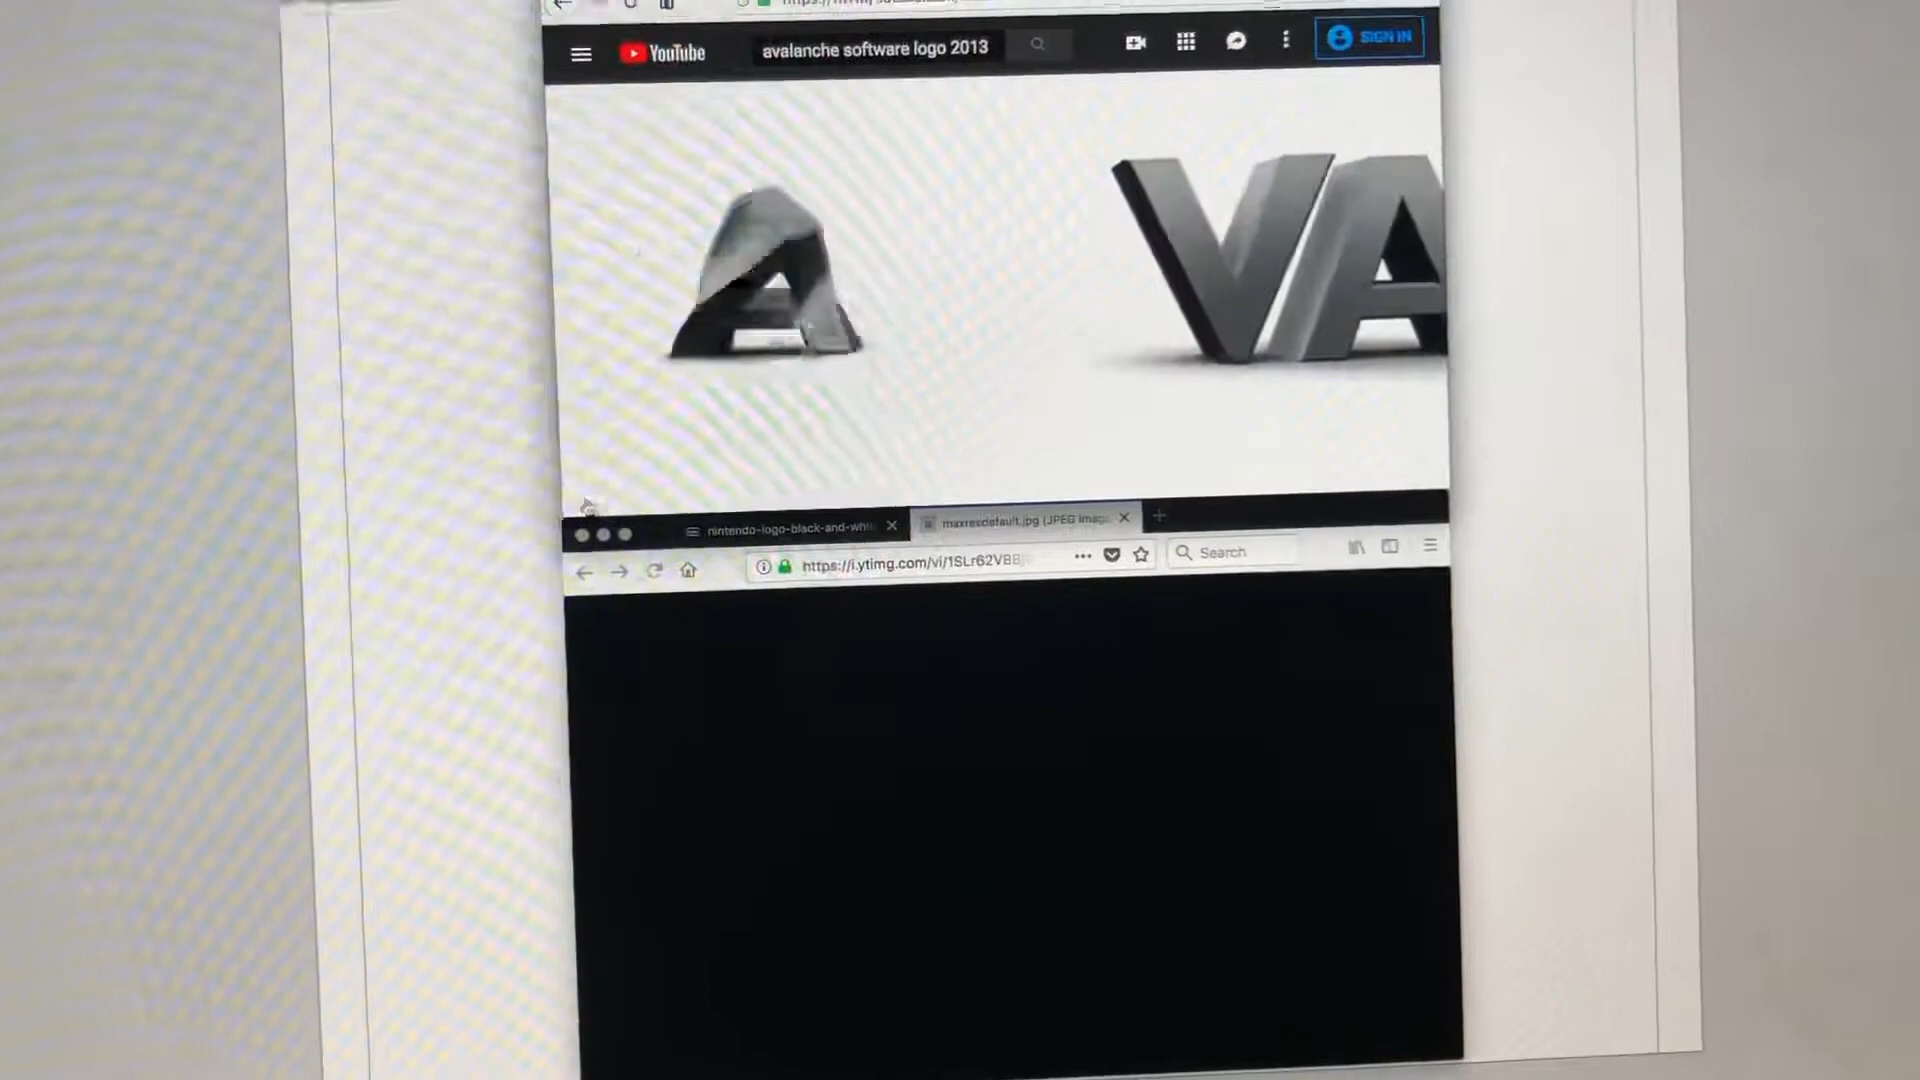 YouTube
avalanche software logo 2013
SIGN IN
A VA
nintendo-logo-black-and-whi
maxresdefault.jpg (JPEG imag
https://i.ytimg.com/vi/1SLr62VBB
Search